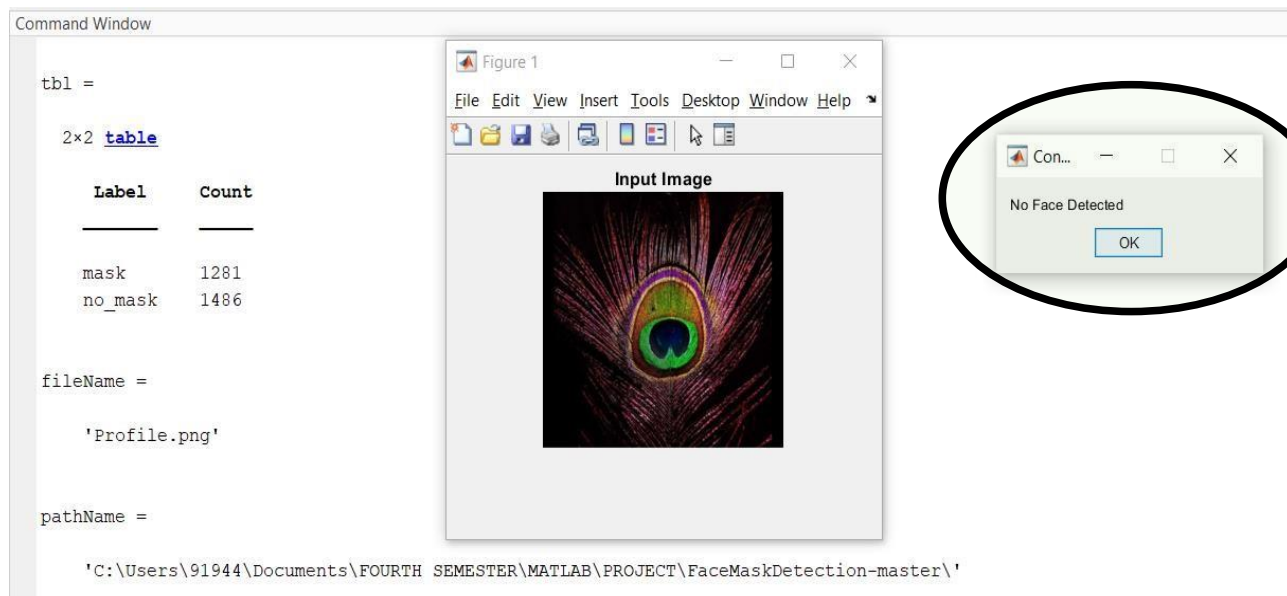 Command Window
tbl =
2×2 table
Label Count
mask 1281
no_mask 1486
fileName =
'Profile.png'
pathName =
'C:\Users\91944\Documents\FOURTH SEMESTER\MATLAB\PROJECT\FaceMaskDetection-master\'
Figure 1
File Edit View Insert Tools Desktop Window Help
Input Image
Con...
No Face Detected
OK